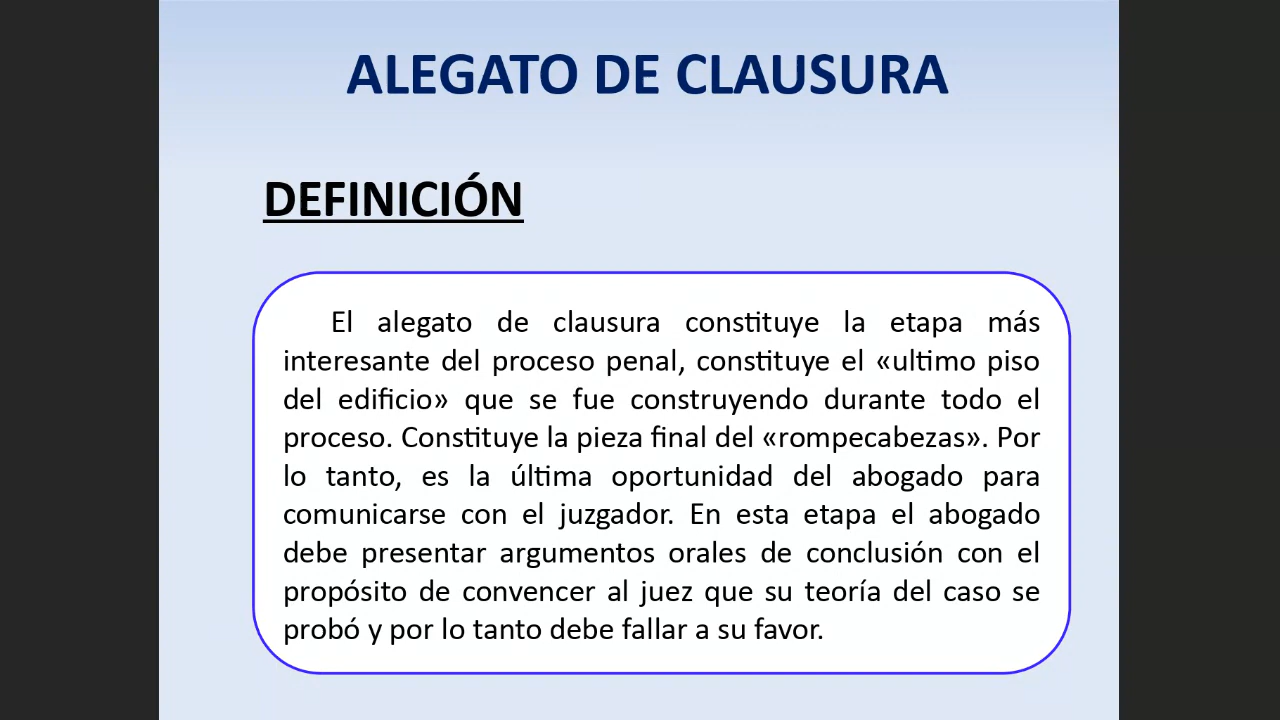 ALEGATO DE CLAUSURA
DEFINICIÓN
El alegato de clausura constituye la etapa más
interesante del proceso penal, constituye el «ultimo piso
del edificio» que se fue construyendo durante todo el
proceso. Constituye la pieza final del «rompecabezas». Por
lo tanto, es la última oportunidad del abogado para
comunicarse con el juzgador. En esta etapa el abogado
debe presentar argumentos orales de conclusión con el
propósito de convencer al juez que su teoría del caso se
probó y por lo tanto debe fallar a su favor.